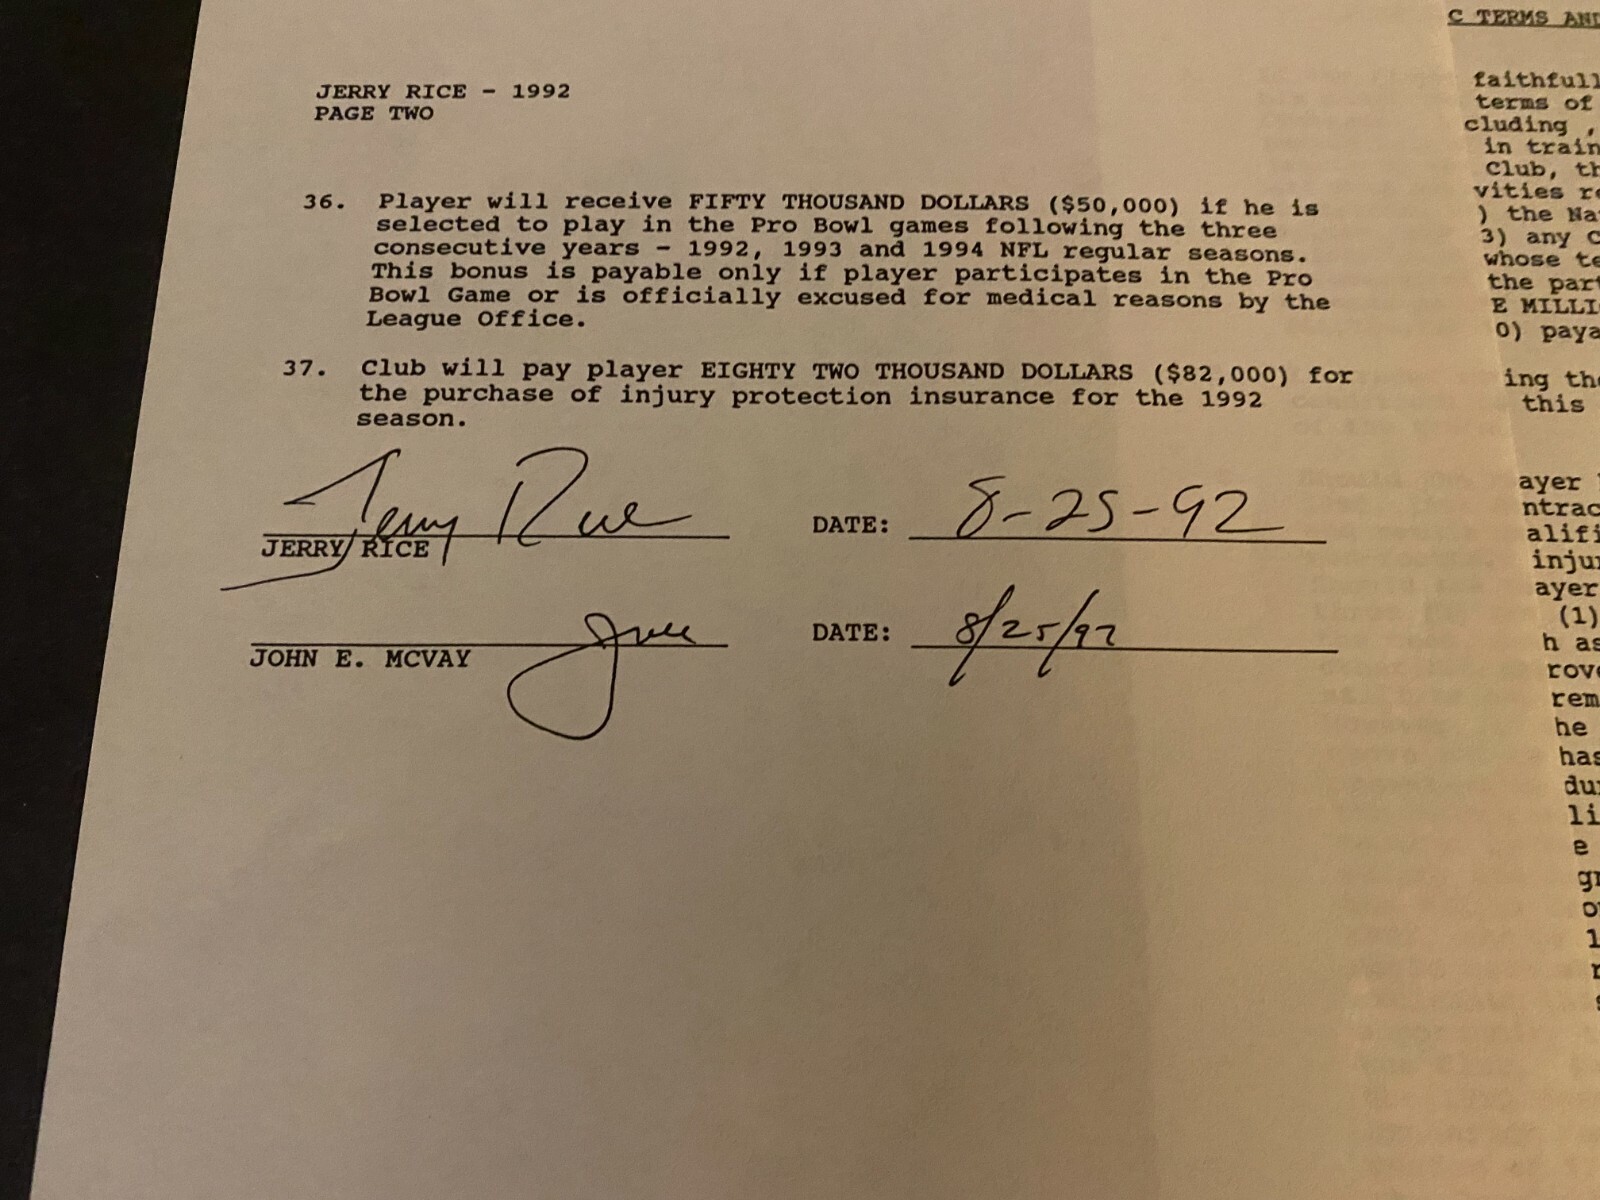 JERRY RICE - 1992
PAGE TWO
36. Player will receive FIFTY THOUSAND DOLLARS ($50,000) if he is
selected to play in the Pro Bowl games following the three
consecutive years - 1992, 1993 and 1994 NFL regular seasons.
This bonus is payable only if player participates in the Pro
Bowl Game or is officially excused for medical reasons by the
League Office.
37. Club will pay player EIGHTY TWO THOUSAND DOLLARS ($82,000) for
the purchase of injury protection insurance for the 1992
season.
Jerry Rice
JERRY RICE
DATE: 8-25-92
JOHN E. MCVAY
DATE: 8/25/92
C TERMS AND
faithfull
terms of
cluding ,
in train
Club, th
vities re
) the Na
3) any c
whose te
the part
E MILLI
0) paya
ing the
this
ayer
ntrac
alifi
injur
ayer
(1)
h as
rove
rem
he
has
dur
li
e
gr